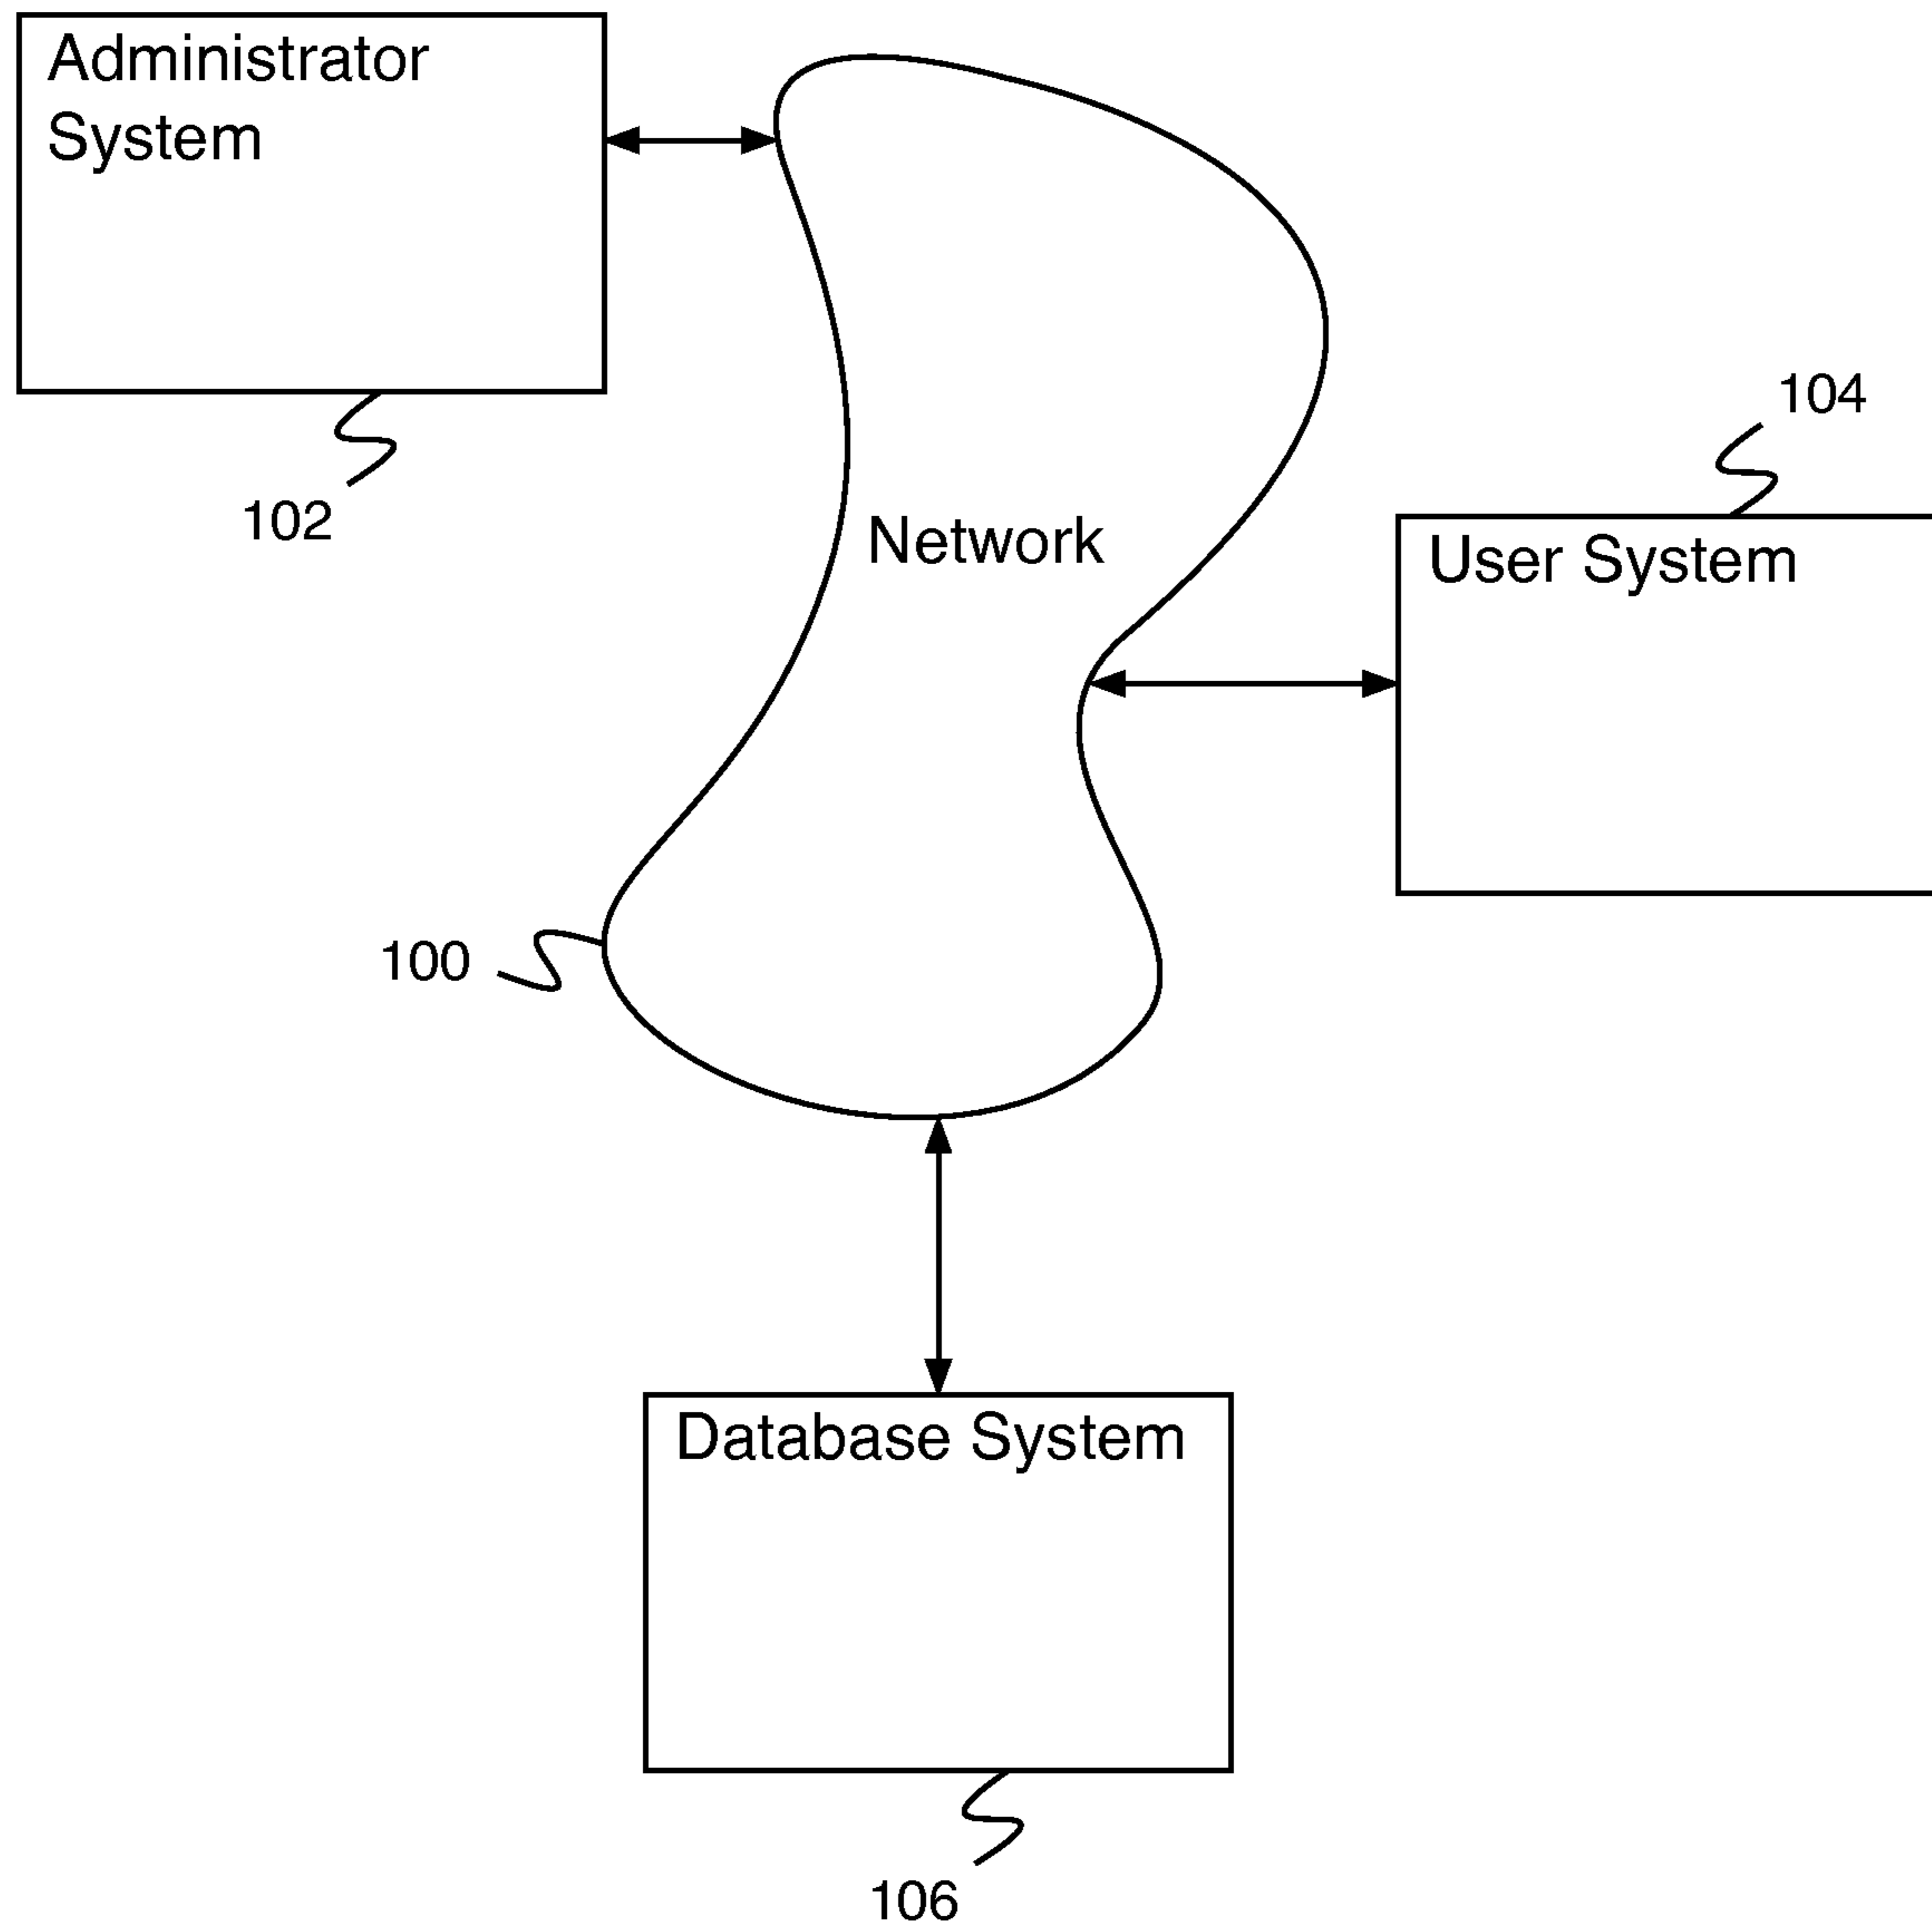 Administrator
System
102
Network
104
User System
100
Database System
106